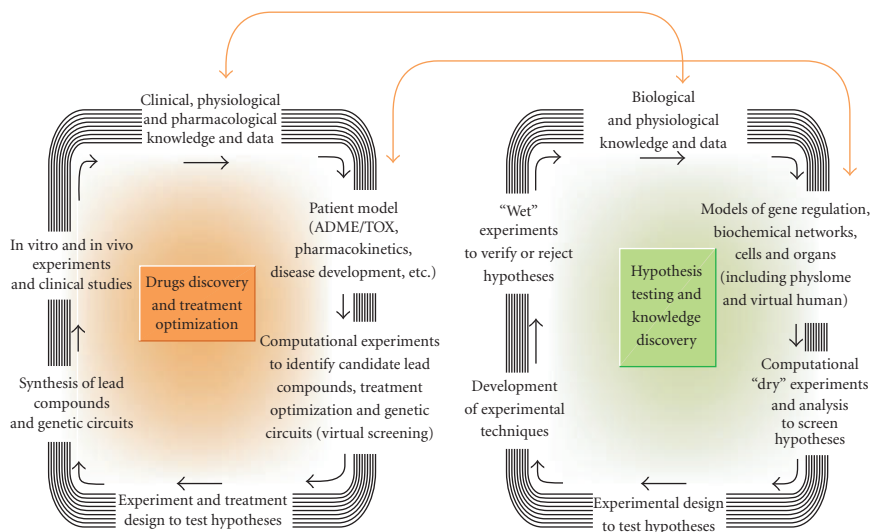 Clinical, physiological
and pharmacological
knowledge and data
Patient model
(ADME/TOX,
pharmacokinetics,
disease development, etc.)
Computational experiments
to identify candidate lead
compounds, treatment
optimization and genetic
circuits (virtual screening)
Experiment and treatment
design to test hypotheses
Synthesis of lead
compounds
and genetic circuits
In vitro and in vivo
experiments
and clinical studies
Drugs discovery
and treatment
optimization
Biological
and physiological
knowledge and data
Models of gene regulation,
biochemical networks,
cells and organs
(including physlome
and virtual human)
Computational
“dry” experiments
and analysis
to screen
hypotheses
Experimental design
to test hypotheses
Development
of experimental
techniques
“Wet”
experiments
to verify or reject
hypotheses
Hypothesis
testing and
knowledge
discovery